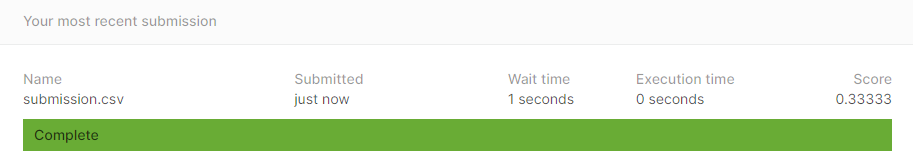 Your most recent submission
Name Submitted Wait time Execution time Score
submission.csv just now 1 seconds 0 seconds 0.33333
Complete